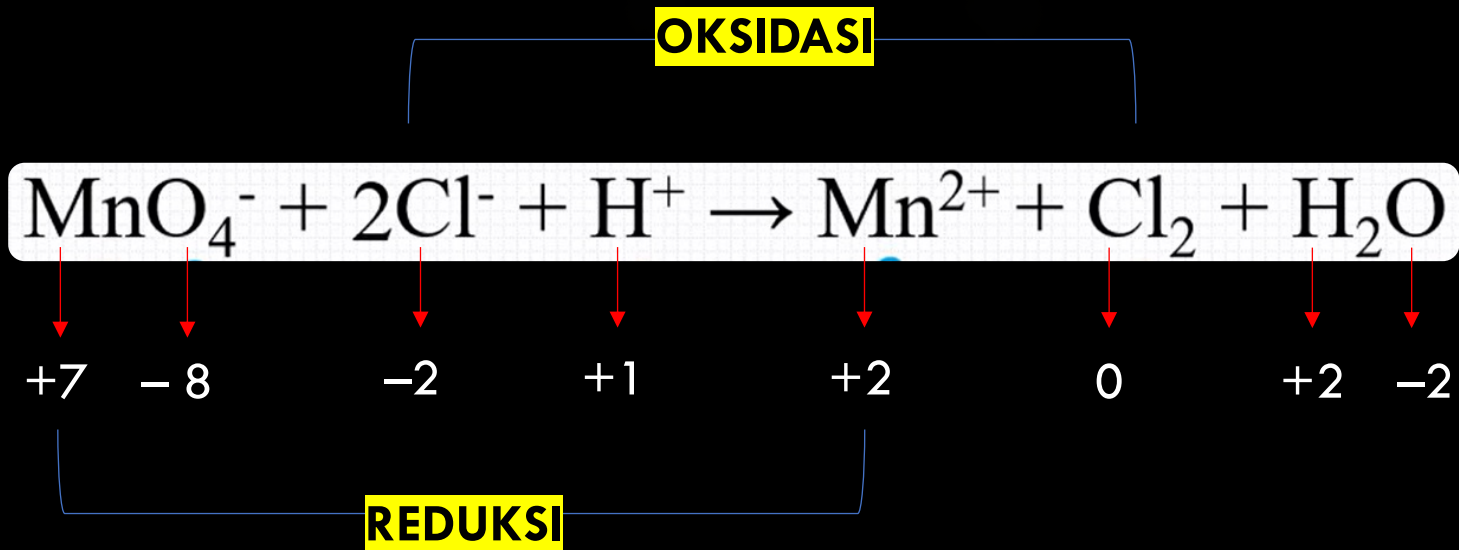 OKSIDASI
MnO₄⁻ + 2Cl⁻ + H⁺ → Mn²⁺ + Cl₂ + H₂O
+7 – 8 –2 +1 +2 0 +2 –2
REDUKSI